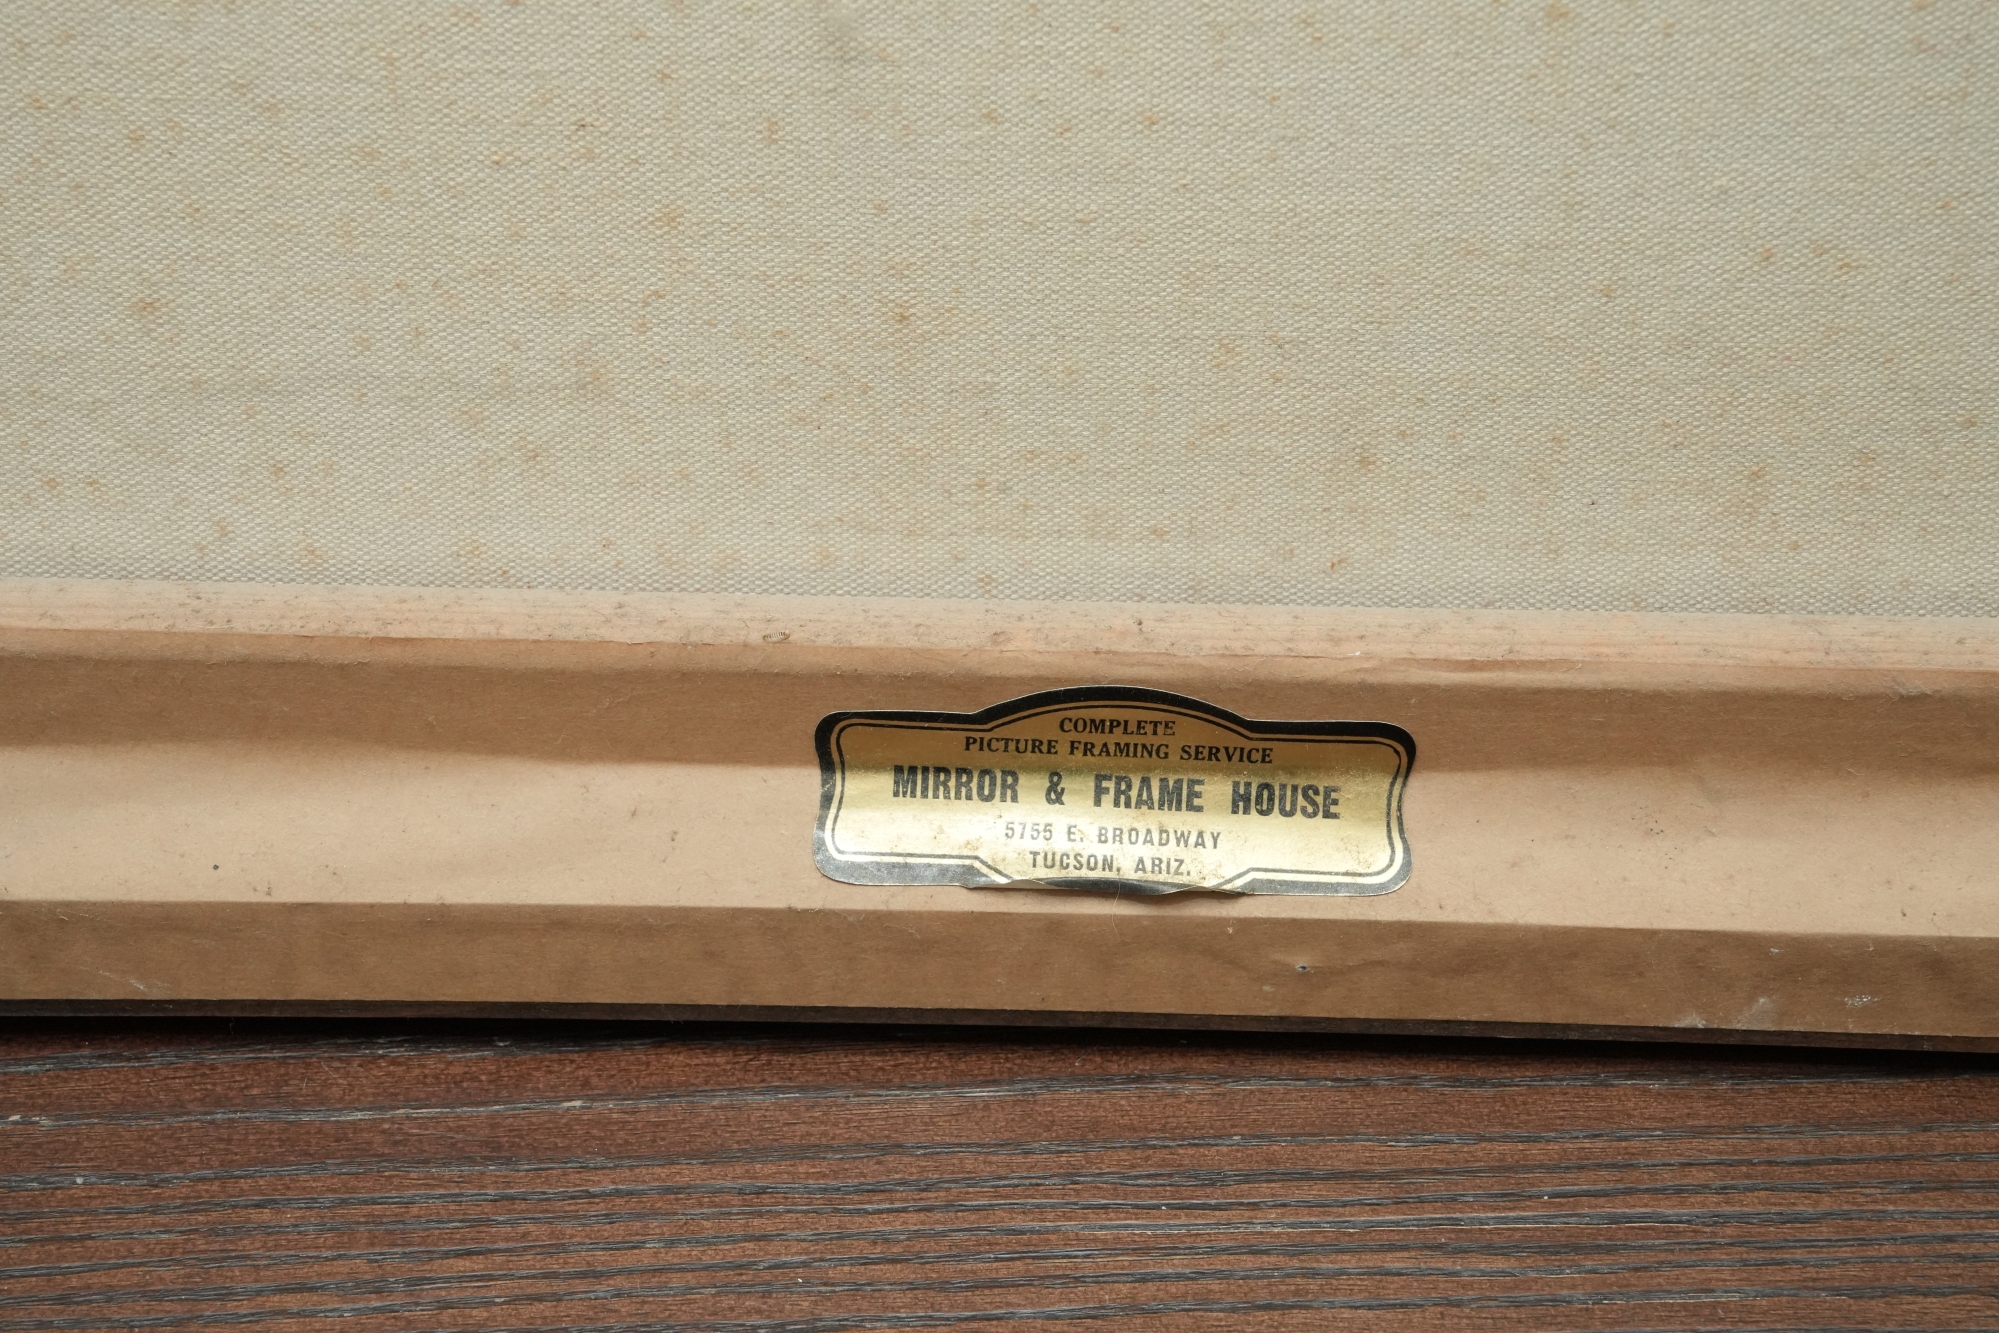 COMPLETE
PICTURE FRAMING SERVICE
MIRROR & FRAME HOUSE
5755 E. BROADWAY
TUCSON, ARIZ.